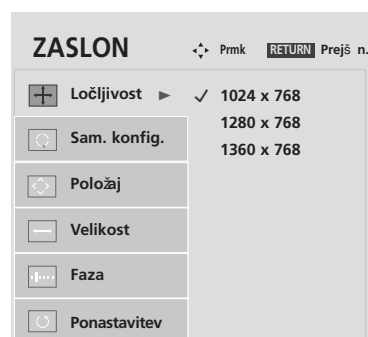 ZASLON Prmk RETURN Prejš n.
Ločljivost 1024 x 768
1280 x 768
1360 x 768
Sam. konfig.
Položaj
Velikost
Faza
Ponastavitev